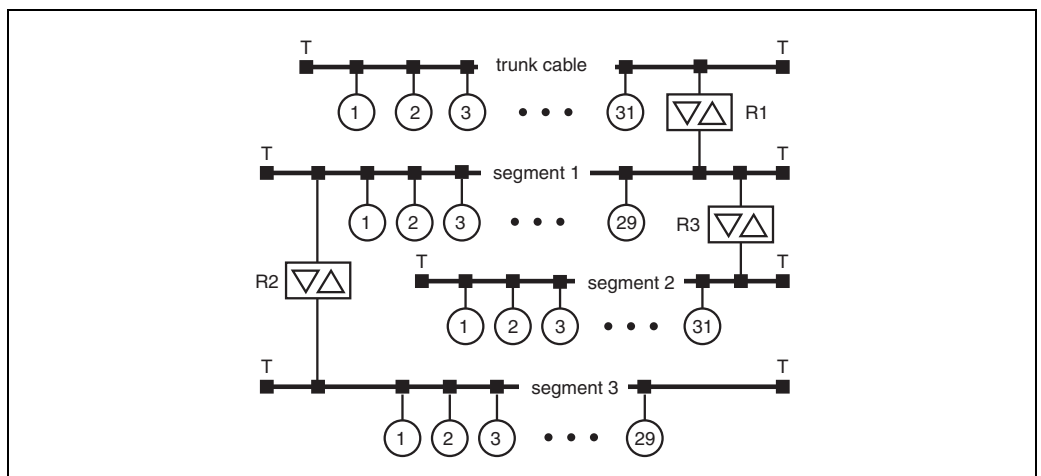 T T
trunk cable
1 2 3 • • • 31 R1
T T
segment 1
1 2 3 • • • 29 R3
T T
R2 segment 2
1 2 3 • • • 31
T T
segment 3
1 2 3 • • • 29